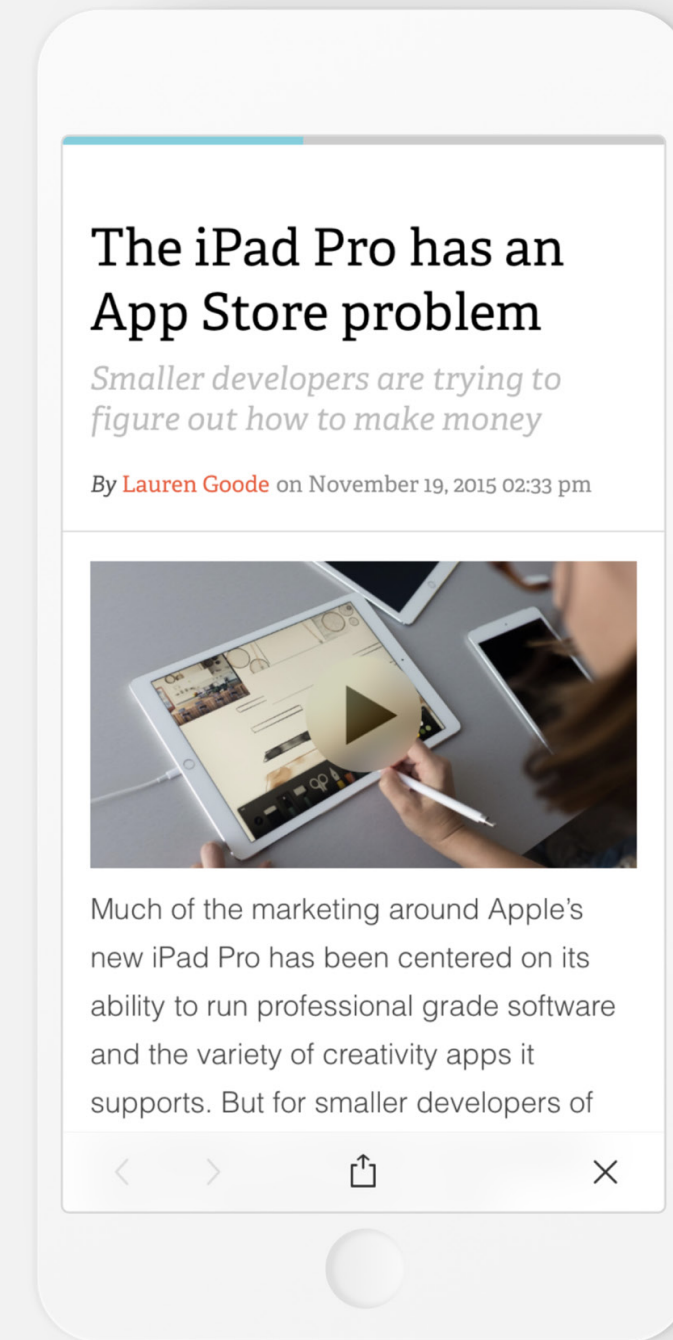 The iPad Pro has an
App Store problem
Smaller developers are trying to
figure out how to make money
By Lauren Goode on November 19, 2015 02:33 pm
Much of the marketing around Apple’s
new iPad Pro has been centered on its
ability to run professional grade software
and the variety of creativity apps it
supports. But for smaller developers of